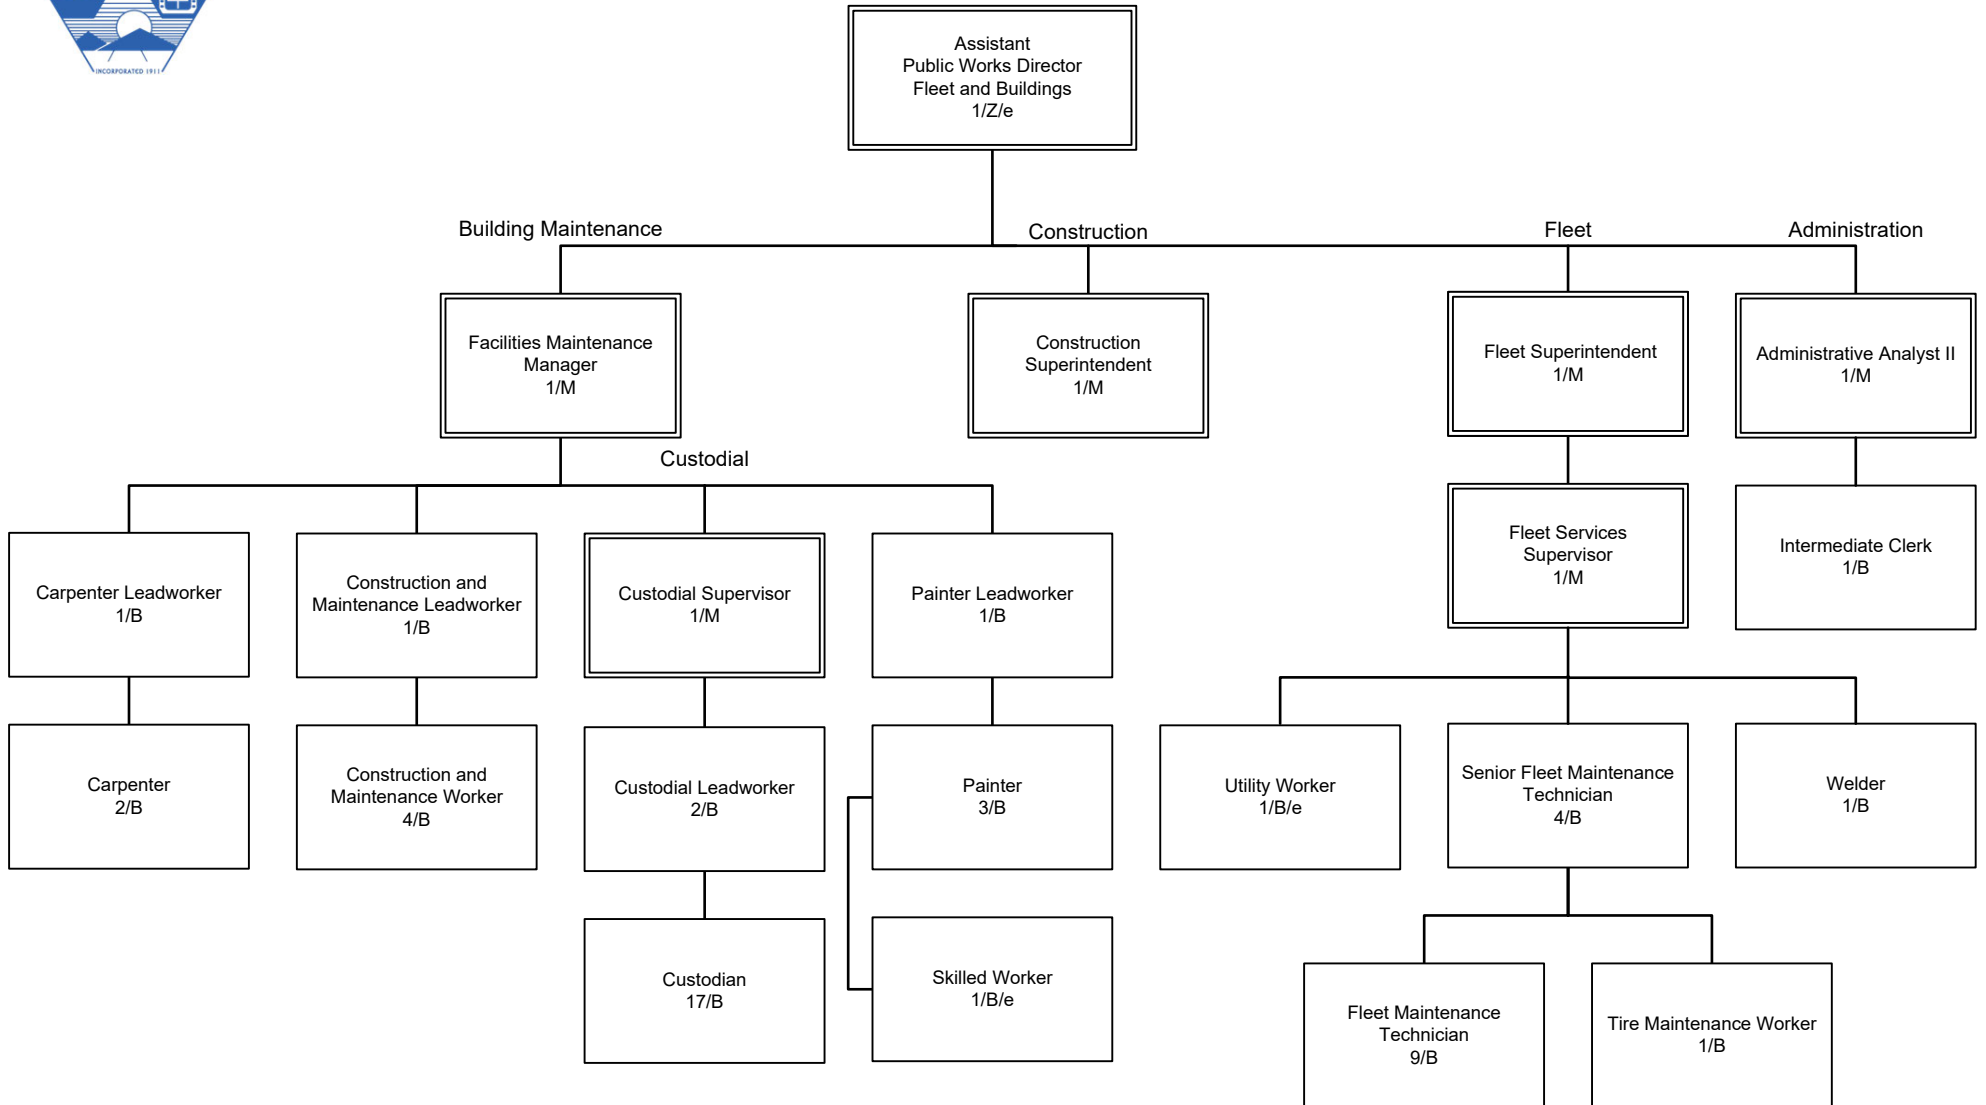 INCORPORATED 1911
Assistant
Public Works Director
Fleet and Buildings
1/Z/e
Building Maintenance
Construction
Fleet
Administration
Facilities Maintenance
Manager
1/M
Construction
Superintendent
1/M
Fleet Superintendent
1/M
Administrative Analyst II
1/M
Custodial
Carpenter Leadworker
1/B
Construction and
Maintenance Leadworker
1/B
Custodial Supervisor
1/M
Painter Leadworker
1/B
Fleet Services
Supervisor
1/M
Intermediate Clerk
1/B
Carpenter
2/B
Construction and
Maintenance Worker
4/B
Custodial Leadworker
2/B
Painter
3/B
Utility Worker
1/B/e
Senior Fleet Maintenance
Technician
4/B
Welder
1/B
Custodian
17/B
Skilled Worker
1/B/e
Fleet Maintenance
Technician
9/B
Tire Maintenance Worker
1/B